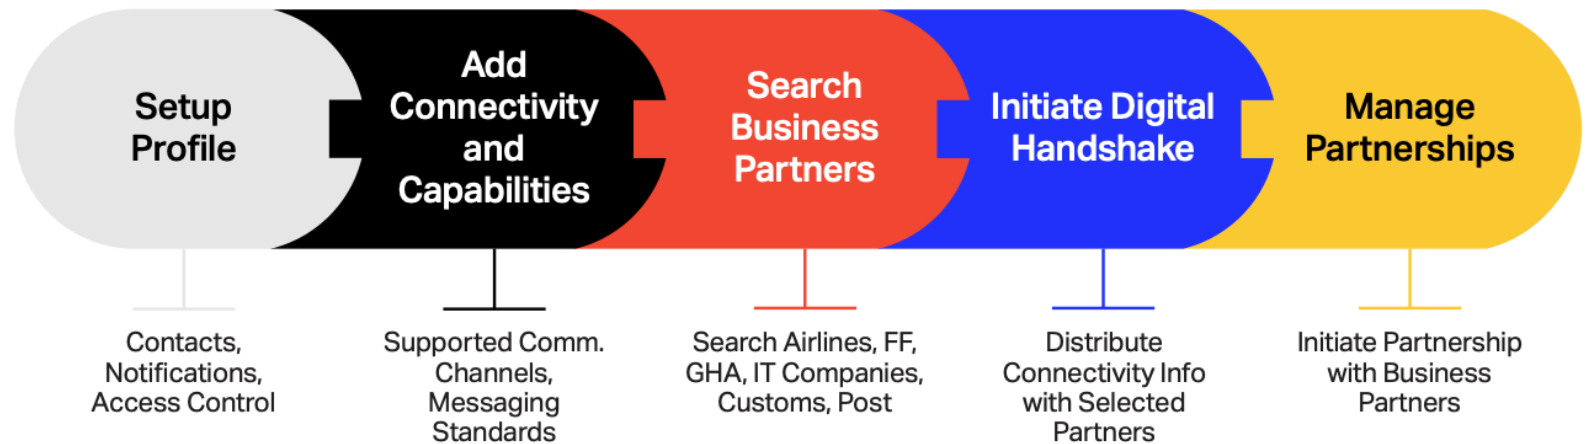 Setup
Profile
Add
Connectivity
and
Capabilities
Search
Business
Partners
Initiate Digital
Handshake
Manage
Partnerships
Contacts,
Notifications,
Access Control
Supported Comm.
Channels,
Messaging
Standards
Search Airlines, FF,
GHA, IT Companies,
Customs, Post
Distribute
Connectivity Info
with Selected
Partners
Initiate Partnership
with Business
Partners